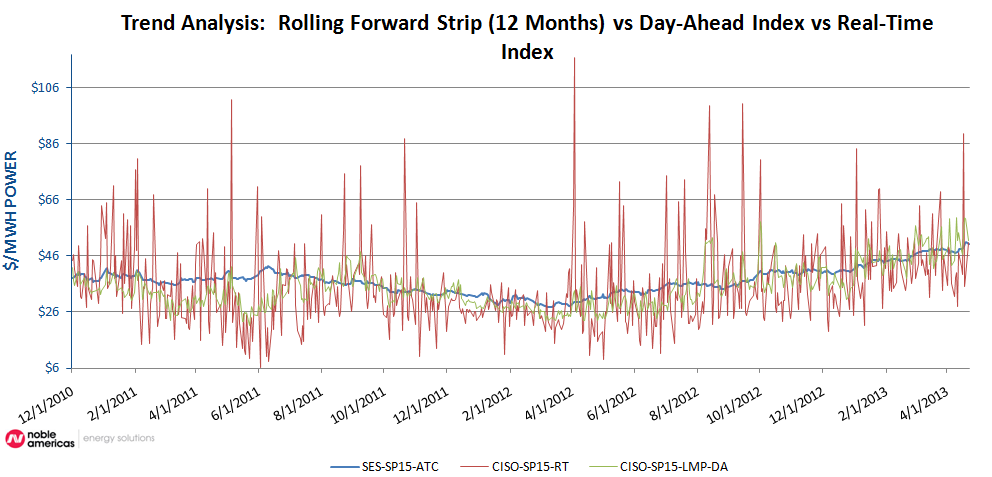 Trend Analysis:  Rolling Forward Strip (12 Months) vs Day-Ahead Index vs Real-Time
Index
$/MWH POWER
$106
$86
$66
$46
$26
$6
12/1/2010
2/1/2011
4/1/2011
6/1/2011
8/1/2011
10/1/2011
12/1/2011
2/1/2012
4/1/2012
6/1/2012
8/1/2012
10/1/2012
12/1/2012
2/1/2013
4/1/2013
noble
americas
energy solutions
SES-SP15-ATC
CISO-SP15-RT
CISO-SP15-LMP-DA